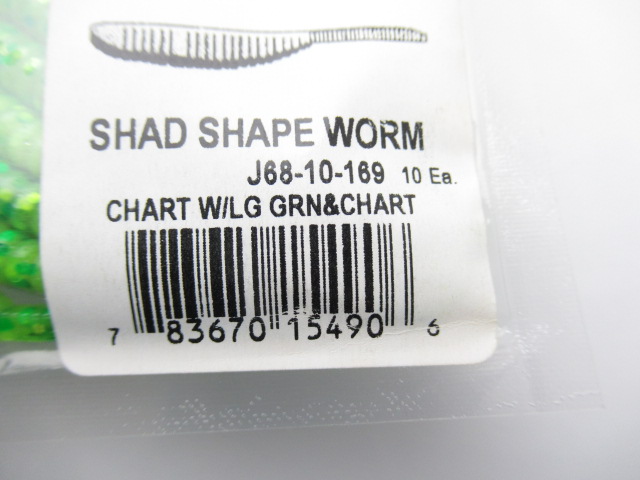 SHAD SHAPE WORM
J68-10-169 10 Ea.
CHART W/LG GRN&CHART
7 83670 15490 6